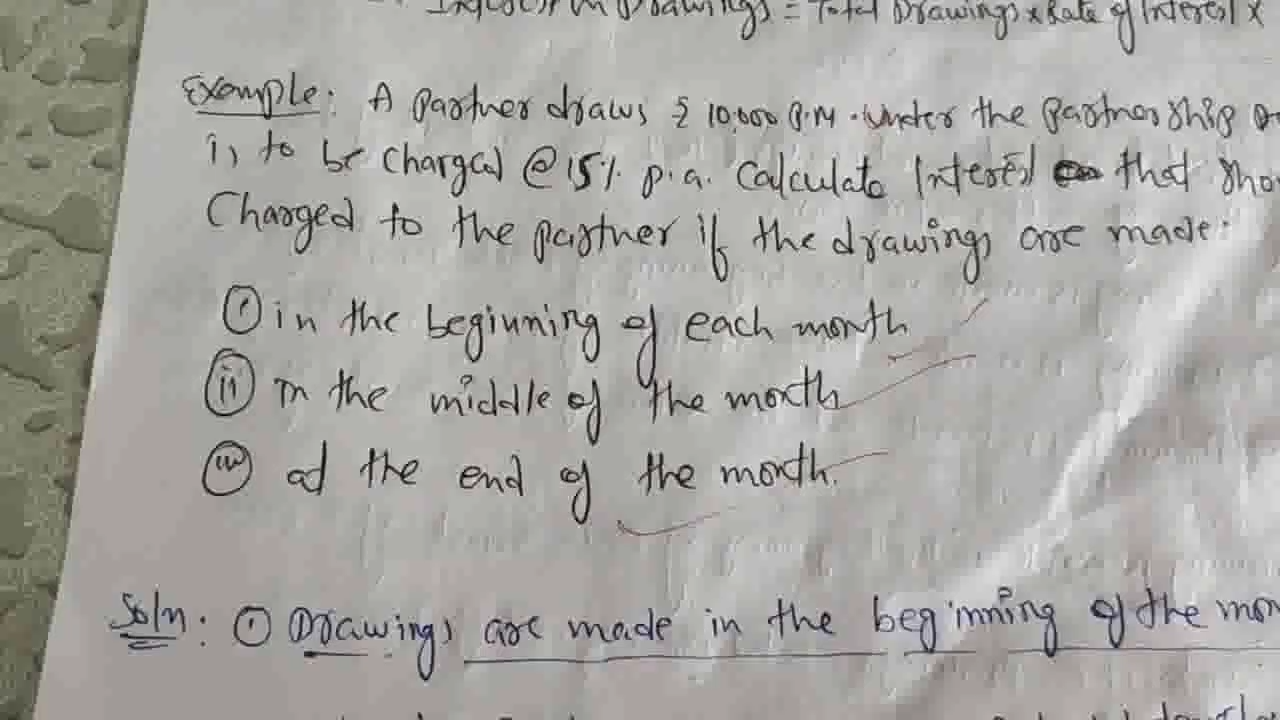 Interest on Drawings = Total Drawings x Rate of Interest x
Example: A partner draws ₹ 10,000 P.M. Under the partnership
is to be charged @ 15% p.a. Calculate Interest that
Charged to the partner if the drawings are made:
(i) in the beginning of each month
(ii) in the middle of the month
(iii) at the end of the month.
Soln: (i) Drawings are made in the beginning of the